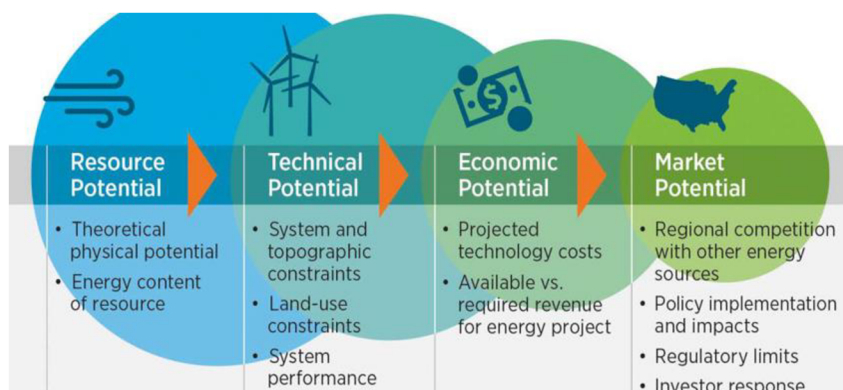 Resource
Potential
• Theoretical
physical potential
• Energy content
of resource
Technical
Potential
• System and
topographic
constraints
• Land-use
constraints
• System
performance
$
Economic
Potential
• Projected
technology costs
• Available vs.
required revenue
for energy project
Market
Potential
• Regional competition
with other energy
sources
• Policy implementation
and impacts
• Regulatory limits
• Investor response